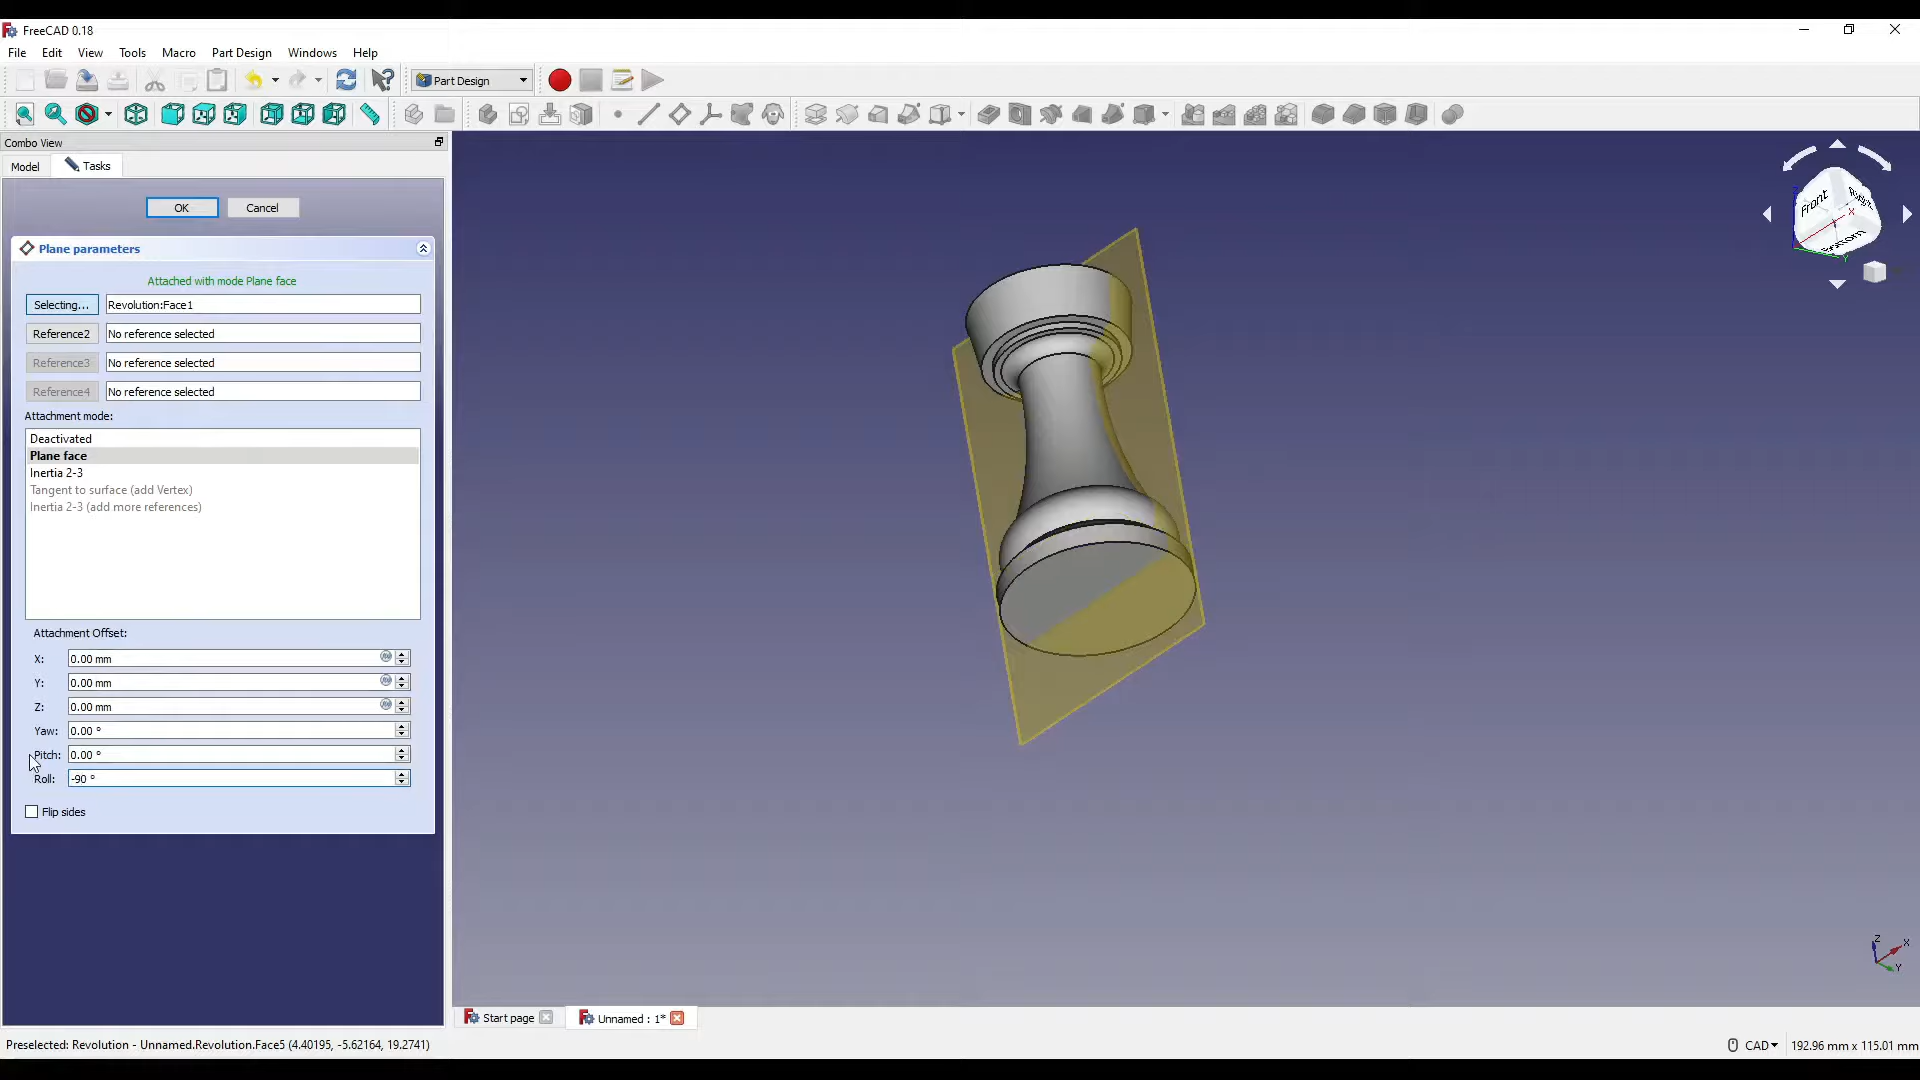 FreeCAD 0.18
File Edit View Tools Macro Part Design Windows Help
Part Design
Combo View
Model Tasks
OK Cancel
Plane parameters
Attached with mode Plane face
Selecting... Revolution:Face1
Reference2 No reference selected
Reference3 No reference selected
Reference4 No reference selected
Attachment mode:
Deactivated
Plane face
Inertia 2-3
Tangent to surface (add Vertex)
Inertia 2-3 (add more references)
Attachment Offset:
X: 0.00 mm
Y: 0.00 mm
Z: 0.00 mm
Yaw: 0.00 °
Pitch: 0.00 °
Roll: -90 °
Flip sides
Front Right
Bottom
X
Y
Z
Z X
Y
Start page Unnamed : 1*
Preselected: Revolution - Unnamed.Revolution.Face5 (4.40195, -5.62164, 19.2741) CAD 192.96 mm x 115.01 mm